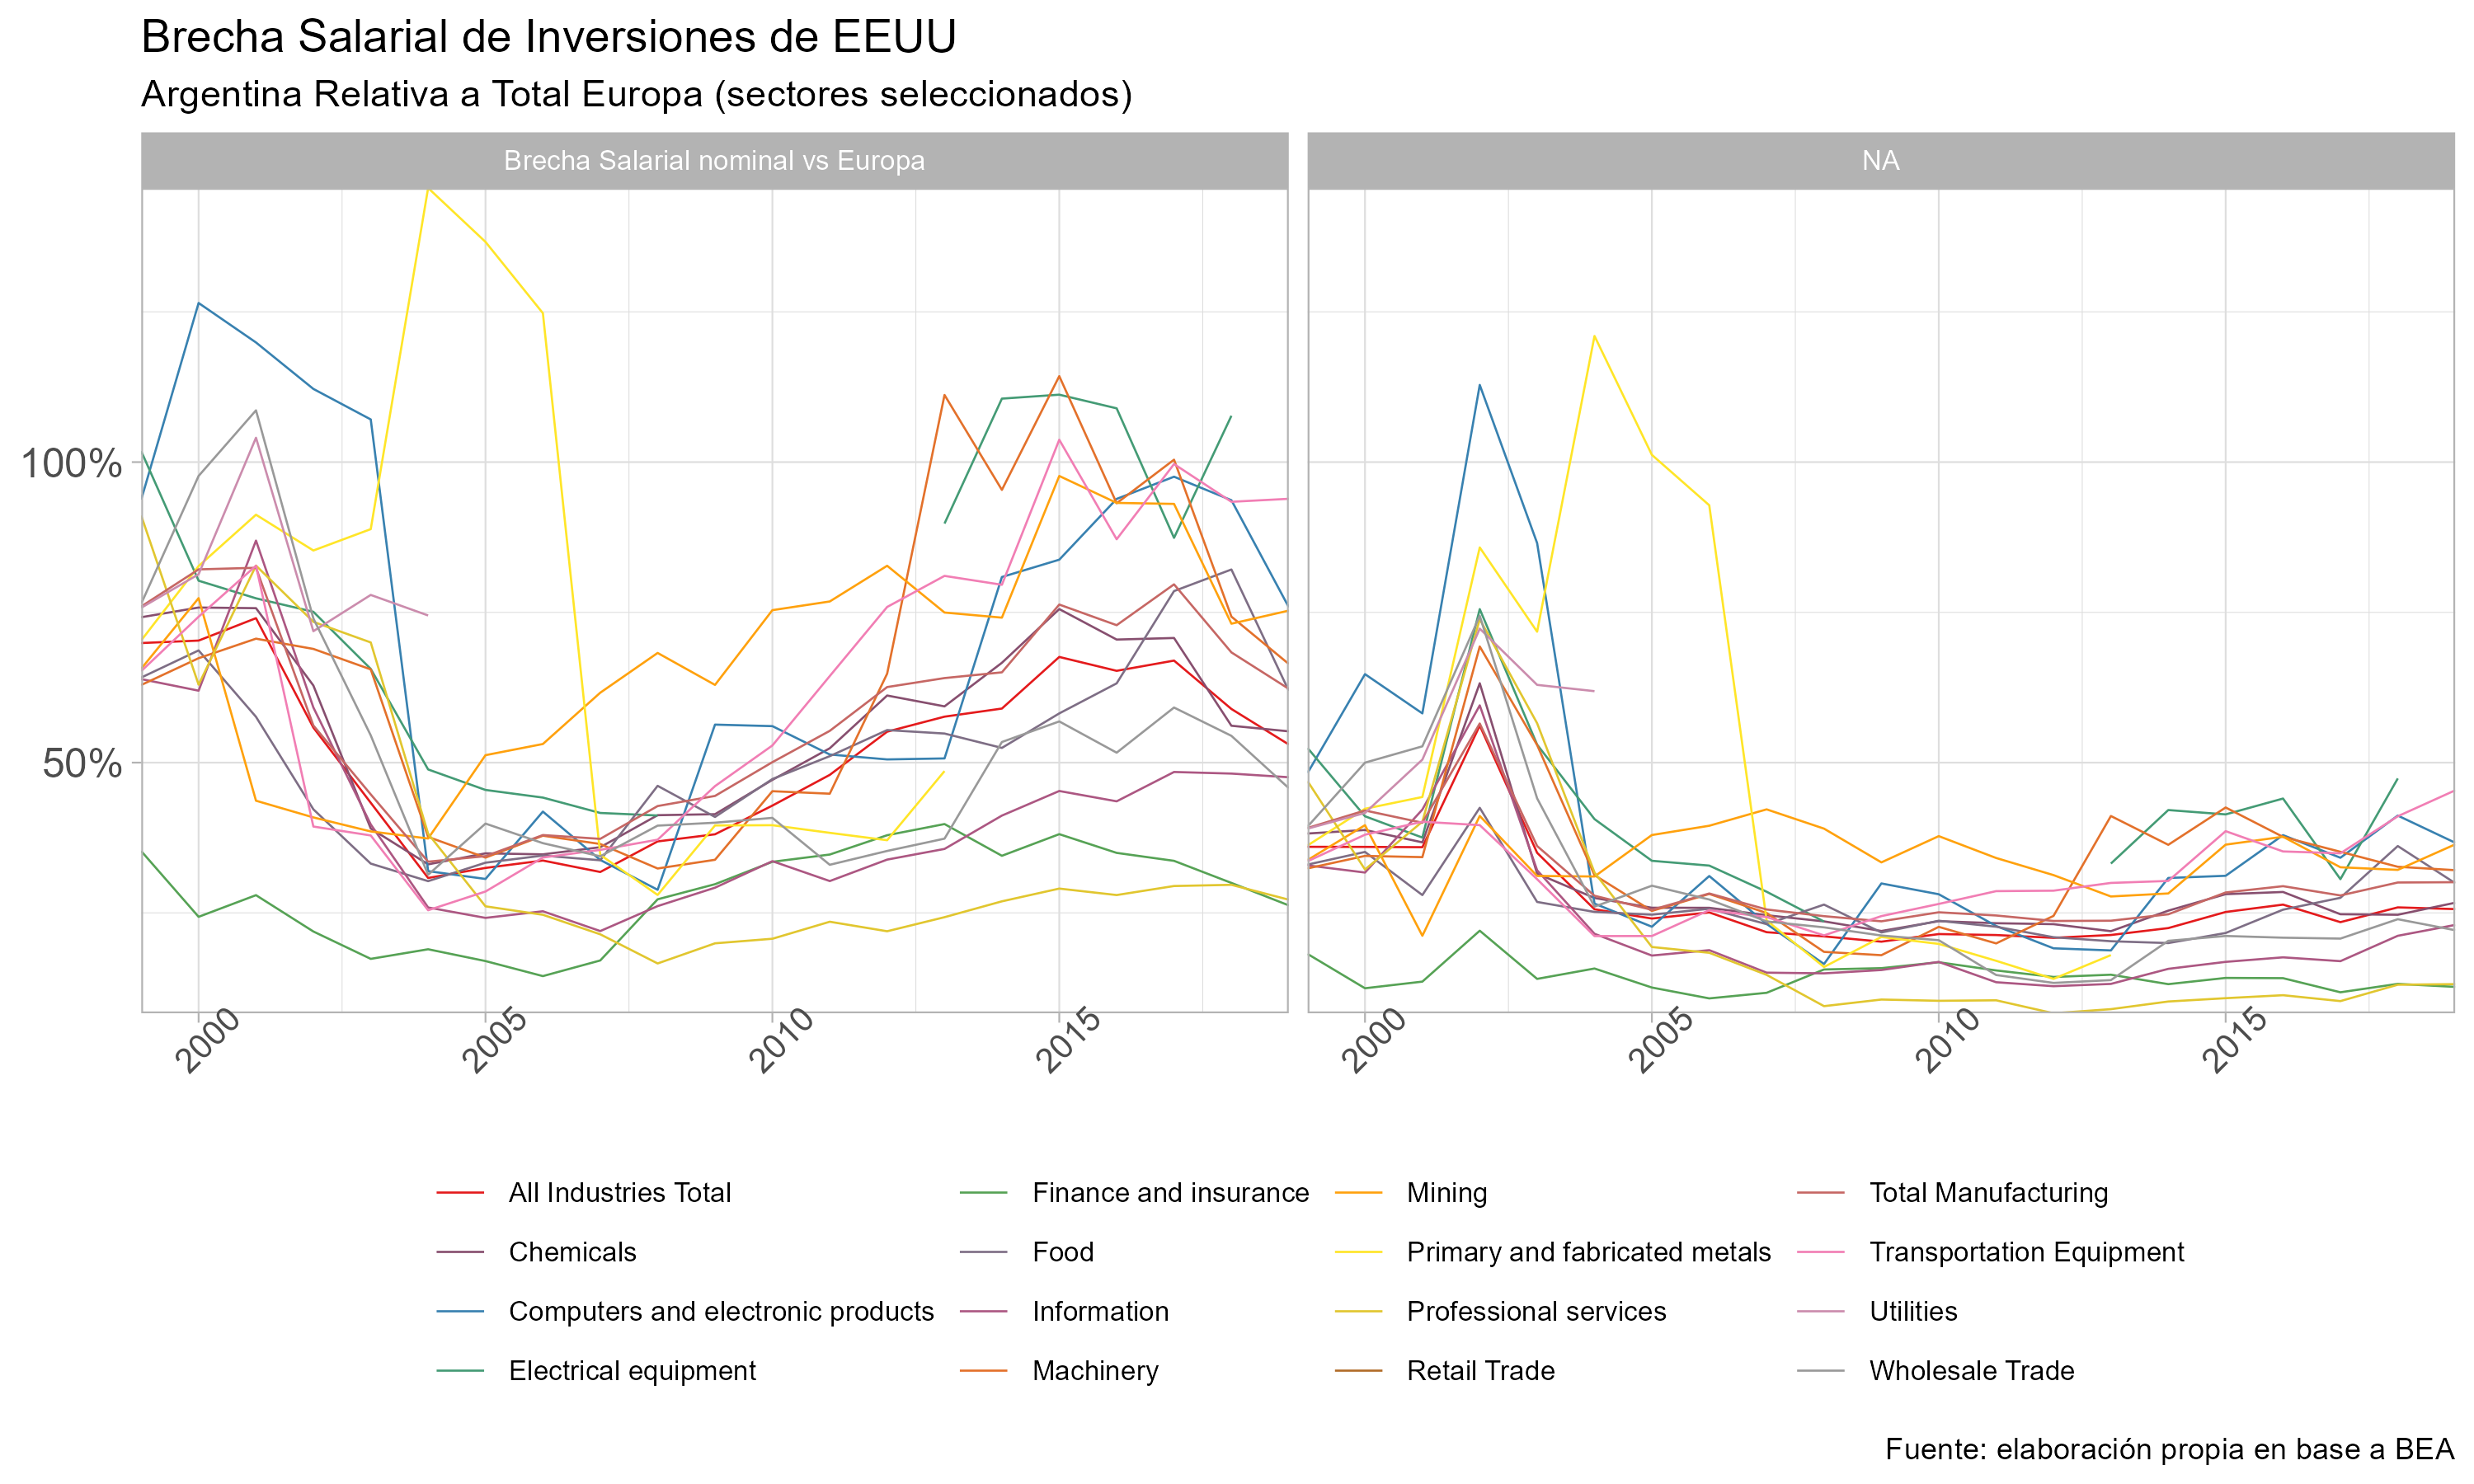 Brecha Salarial de Inversiones de EEUU
Argentina Relativa a Total Europa (sectores seleccionados)
Brecha Salarial nominal vs Europa
NA
100%
50%
2000
2005
2010
2015
2000
2005
2010
2015
All Industries Total
Finance and insurance
Mining
Total Manufacturing
Chemicals
Food
Primary and fabricated metals
Transportation Equipment
Computers and electronic products
Information
Professional services
Utilities
Electrical equipment
Machinery
Retail Trade
Wholesale Trade
Fuente: elaboración propia en base a BEA